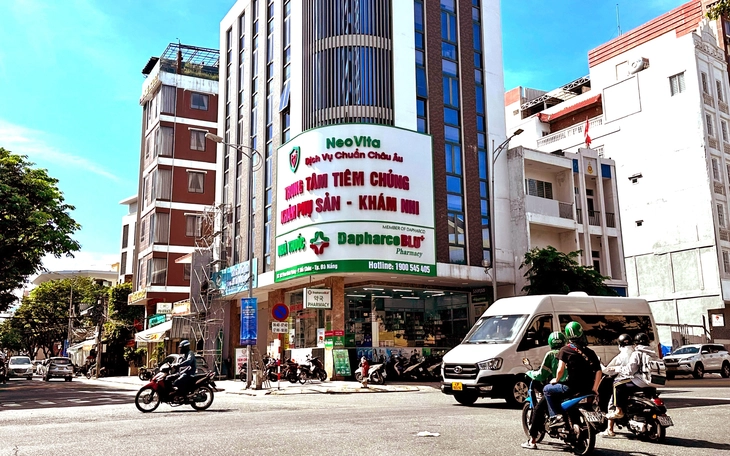 NeoVita
Dịch Vụ Chuẩn Châu Âu
TRUNG TÂM TIÊM CHỦNG
KHÁM PHỤ SẢN - KHÁM NHI
MEMBER OF DAPHARCO
NHÀ THUỐC
DapharcoBLU+
Pharmacy
Hotline: 1900 545 405
PHARMACY